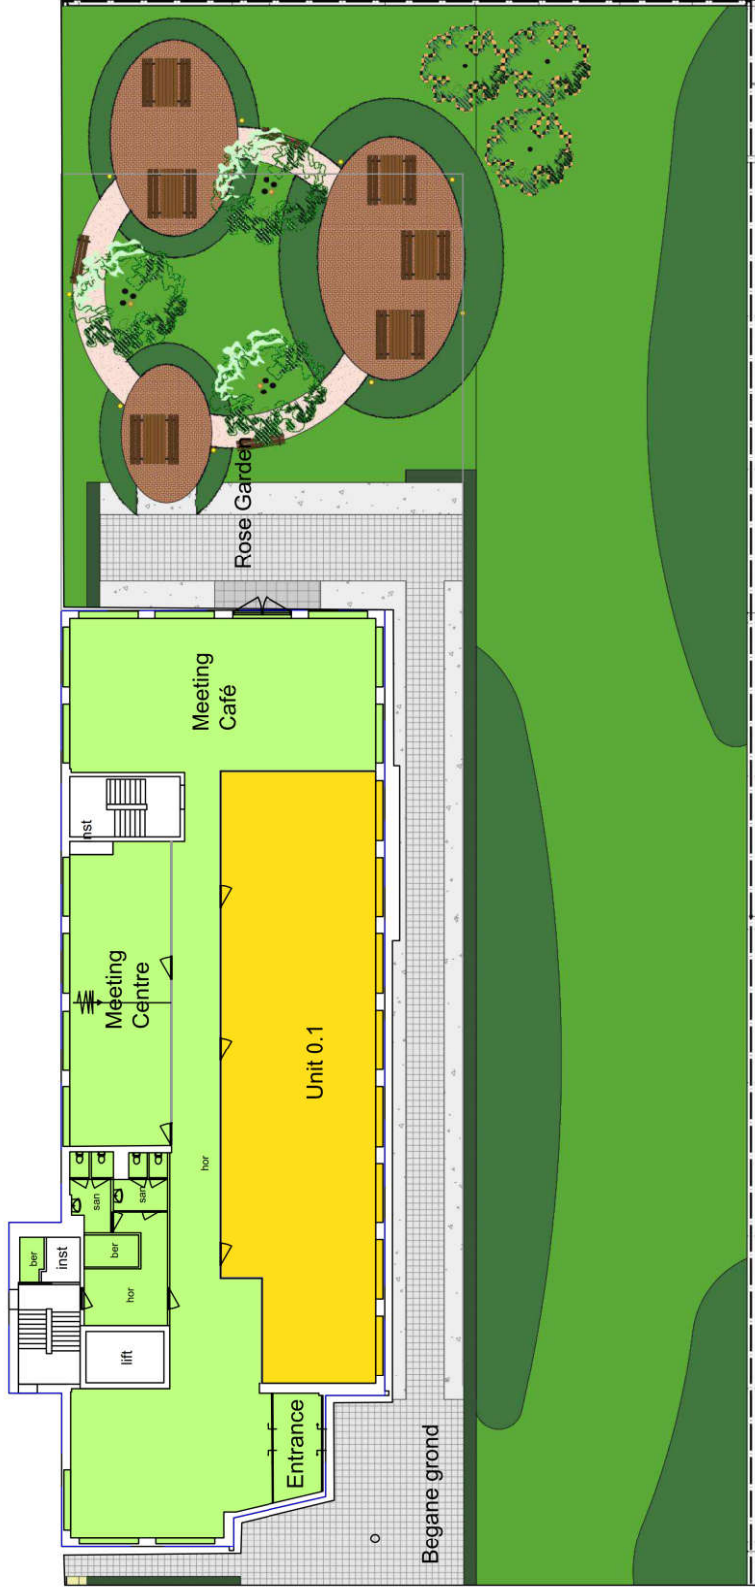 Rose Garden
Meeting
Café
nst
Meeting
Centre
Unit 0.1
hor
san
san
ber
ber
inst
hor
lift
Entrance
Begane grond